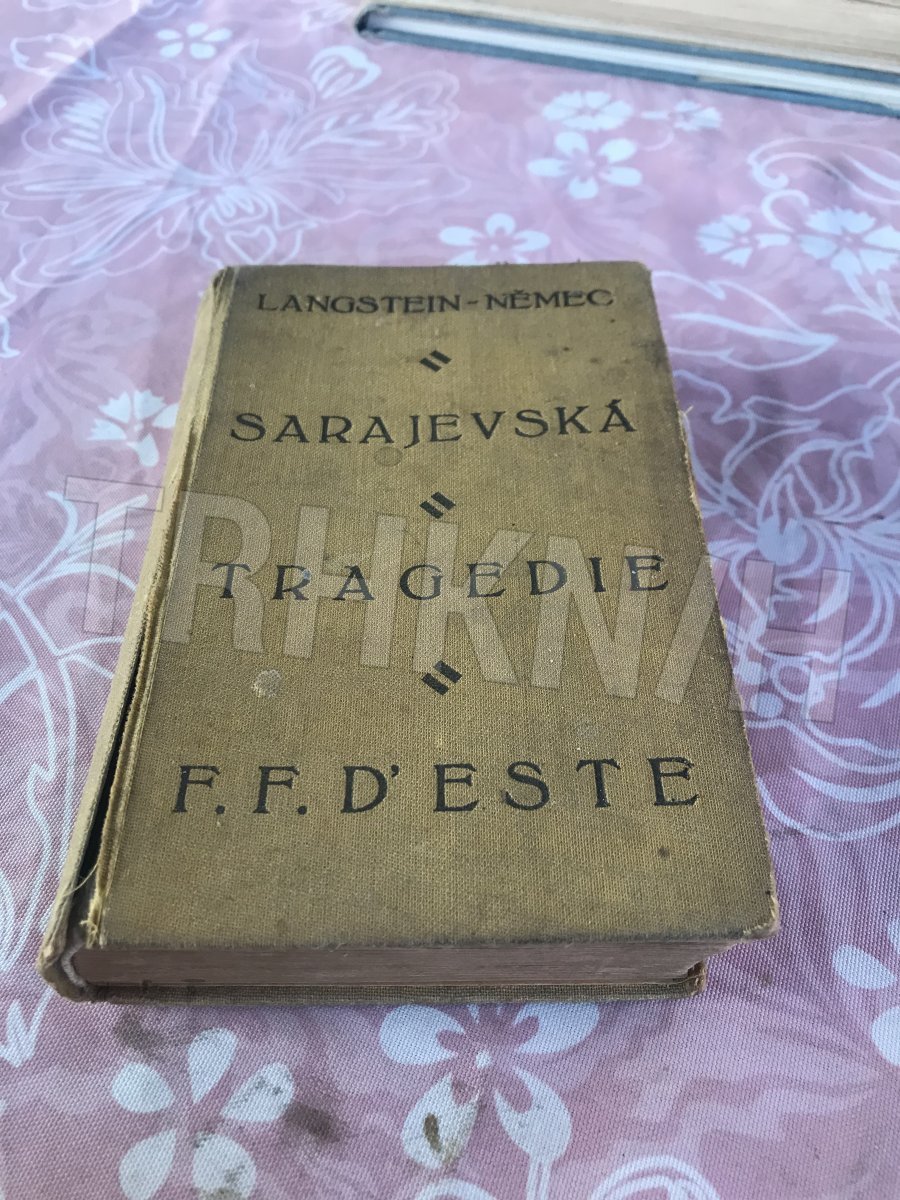 LANGSTEIN-NĚMEC
SARAJEVSKÁ
TRAGEDIE
F. F. D'ESTE
TRHKNIH